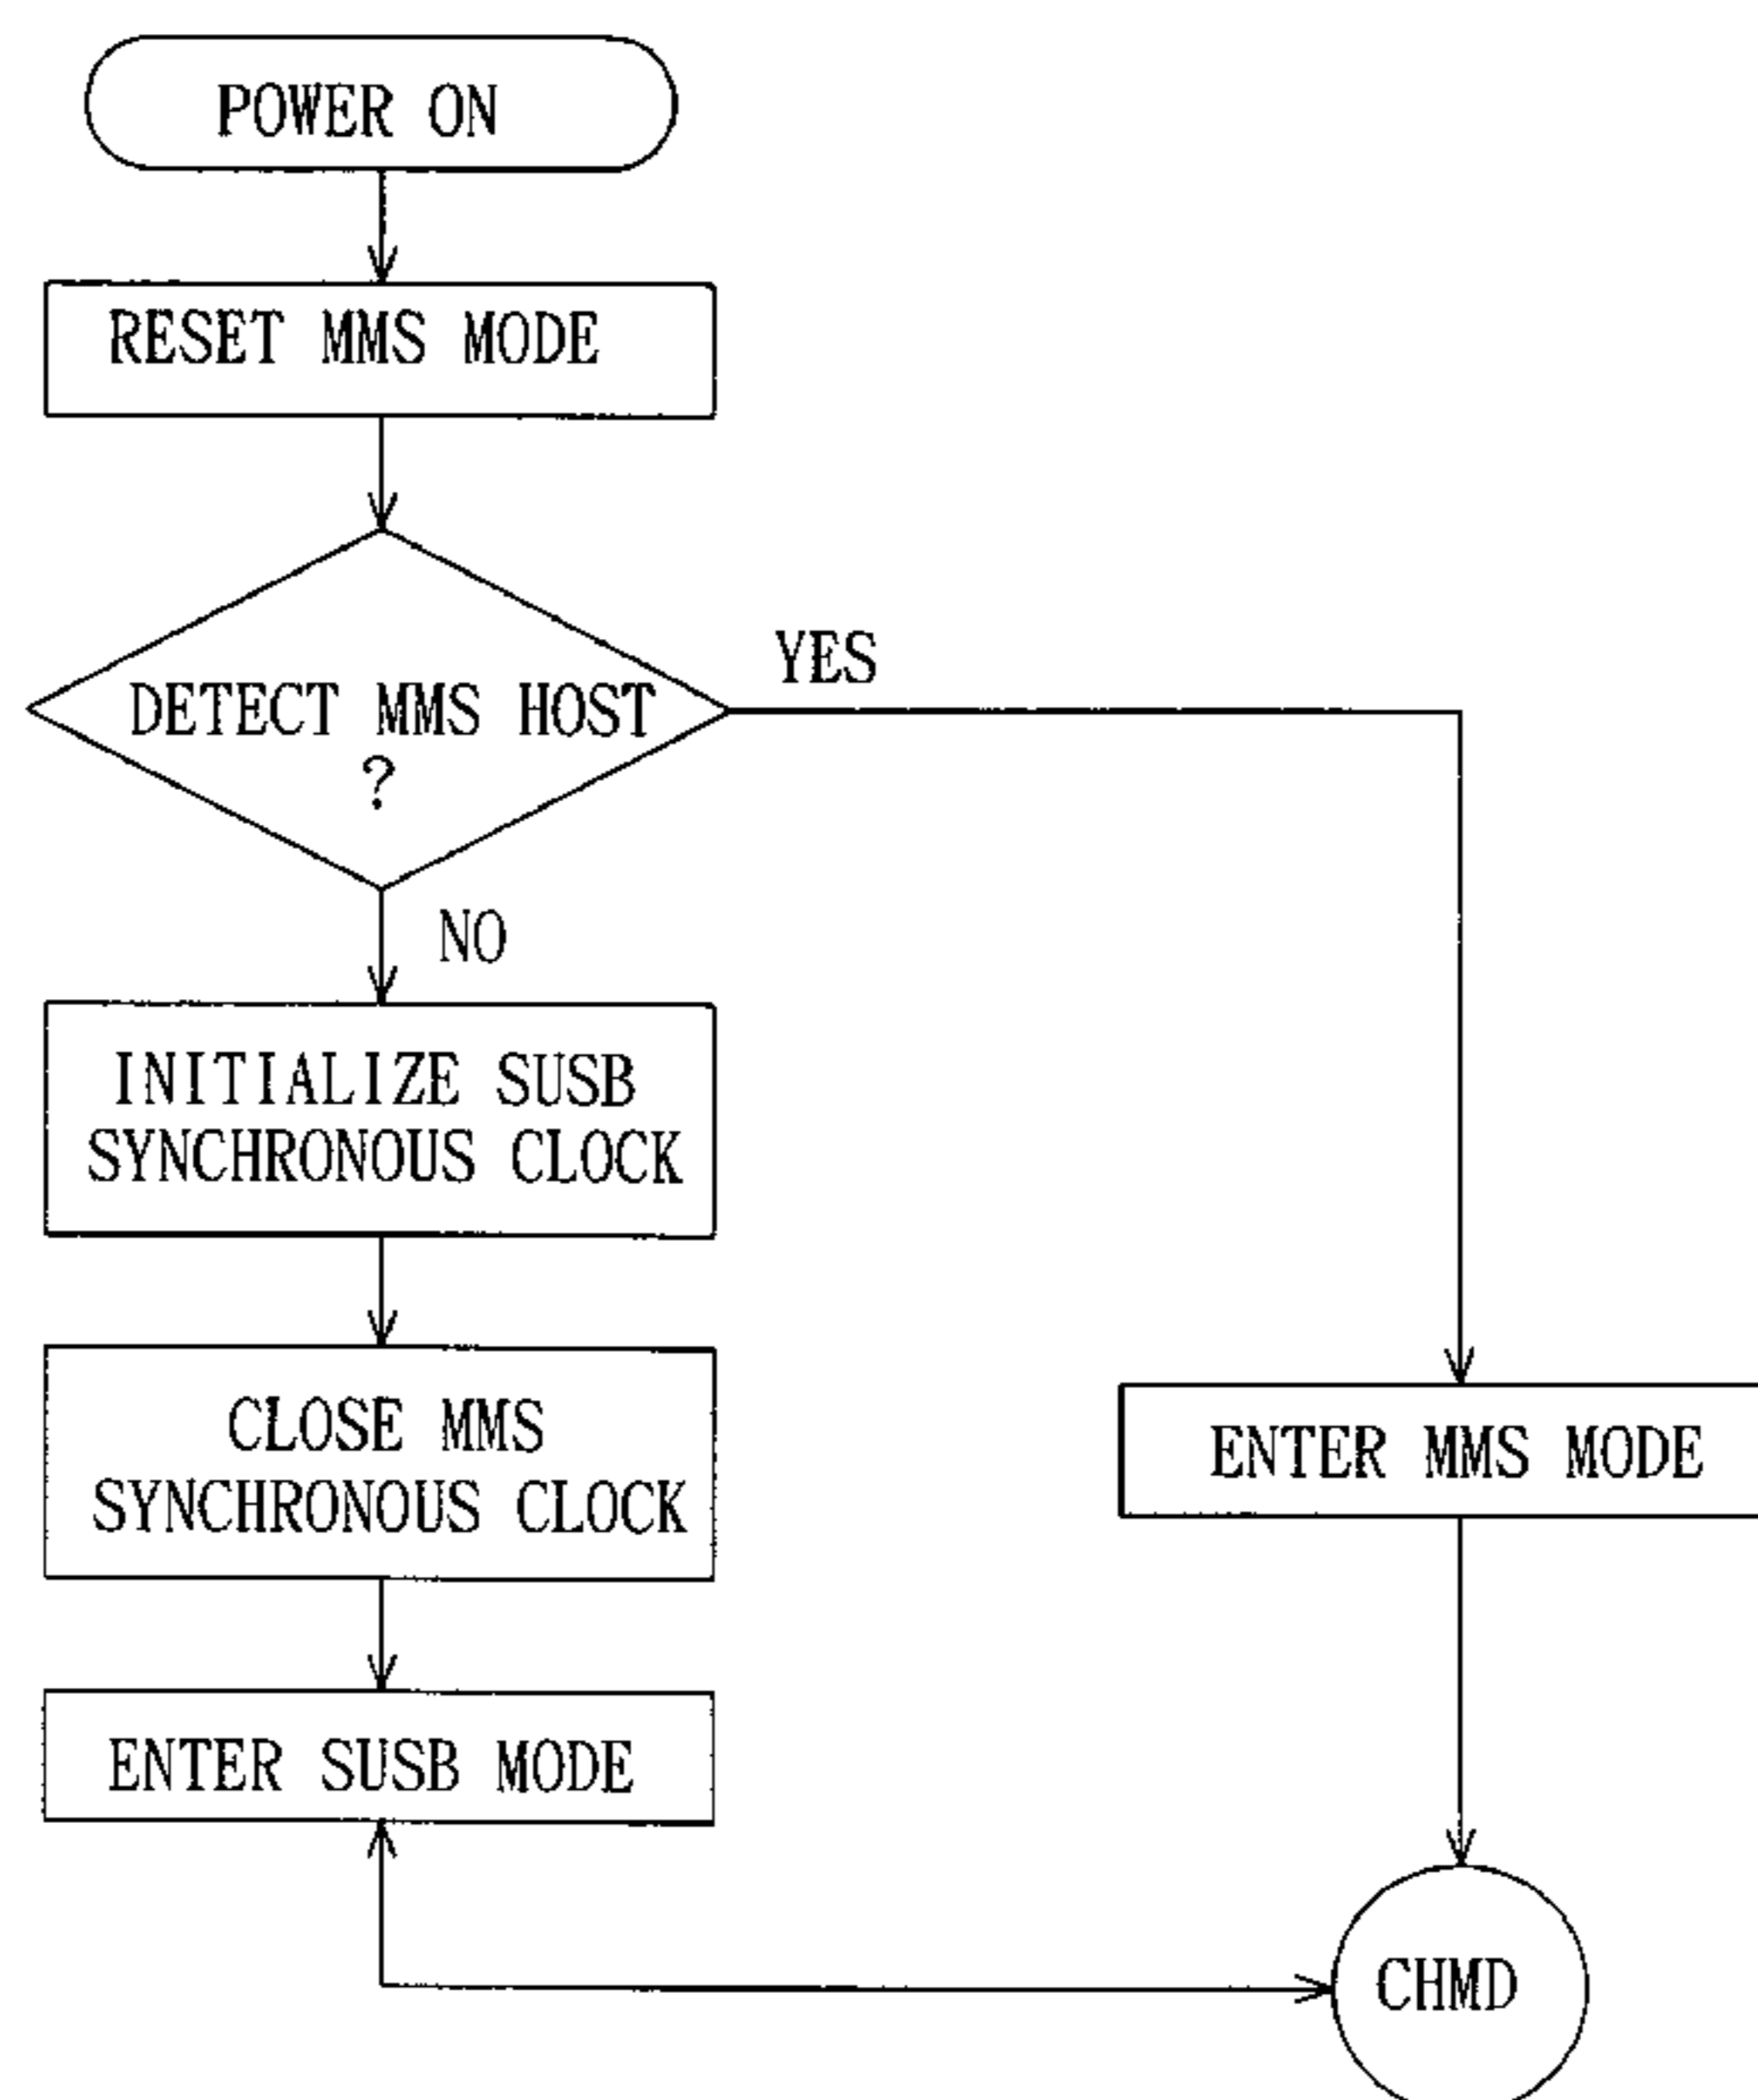 POWER ON
RESET MMS MODE
DETECT MMS HOST
?
YES
NO
INITIALIZE SUSB
SYNCHRONOUS CLOCK
CLOSE MMS
SYNCHRONOUS CLOCK
ENTER MMS MODE
ENTER SUSB MODE
CHMD